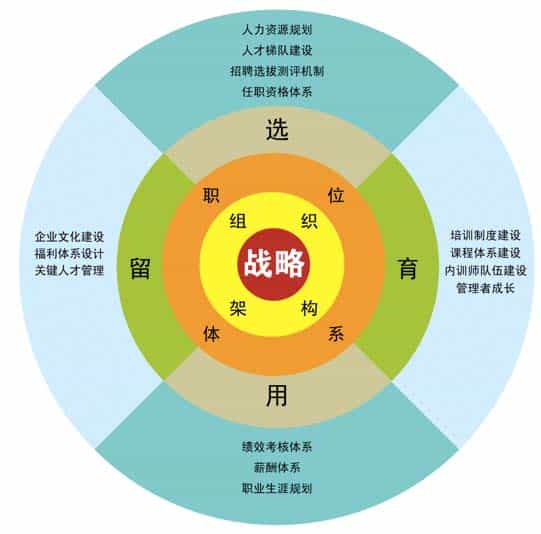 人力资源规划
人才梯队建设
招聘选拔测评机制
任职资格体系
选
职 位
组 织
企业文化建设
福利体系设计
关键人才管理
留
战略
育
培训制度建设
课程体系建设
内训师队伍建设
管理者成长
架 构
体 系
用
绩效考核体系
薪酬体系
职业生涯规划